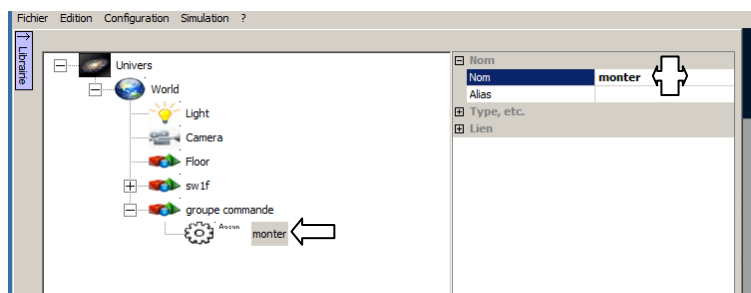 Fichier Edition Configuration Simulation ?
Librairie
Univers
World
Light
Camera
Floor
sw1f
groupe commande
Aucun monter
Nom
Nom monter
Alias
Type, etc.
Lien